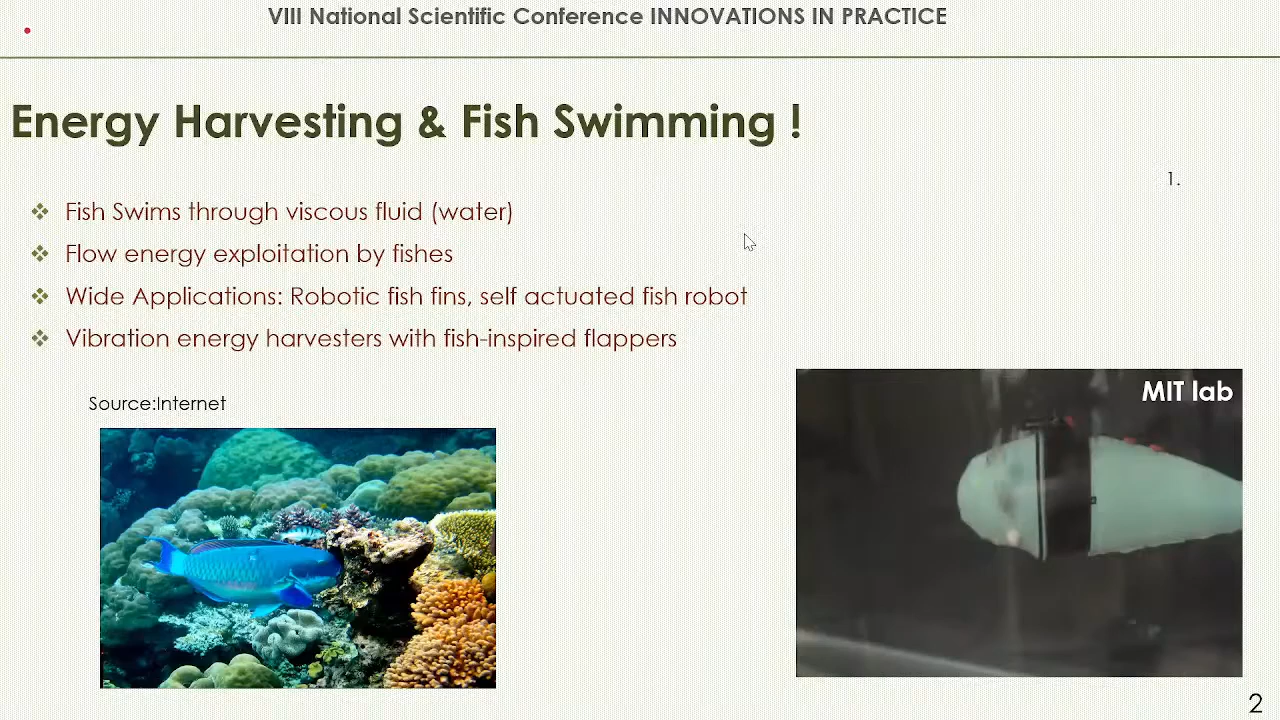 VIII National Scientific Conference INNOVATIONS IN PRACTICE
Energy Harvesting & Fish Swimming !
1.
Fish Swims through viscous fluid (water)
Flow energy exploitation by fishes
Wide Applications: Robotic fish fins, self actuated fish robot
Vibration energy harvesters with fish-inspired flappers
Source:Internet
MIT lab
2